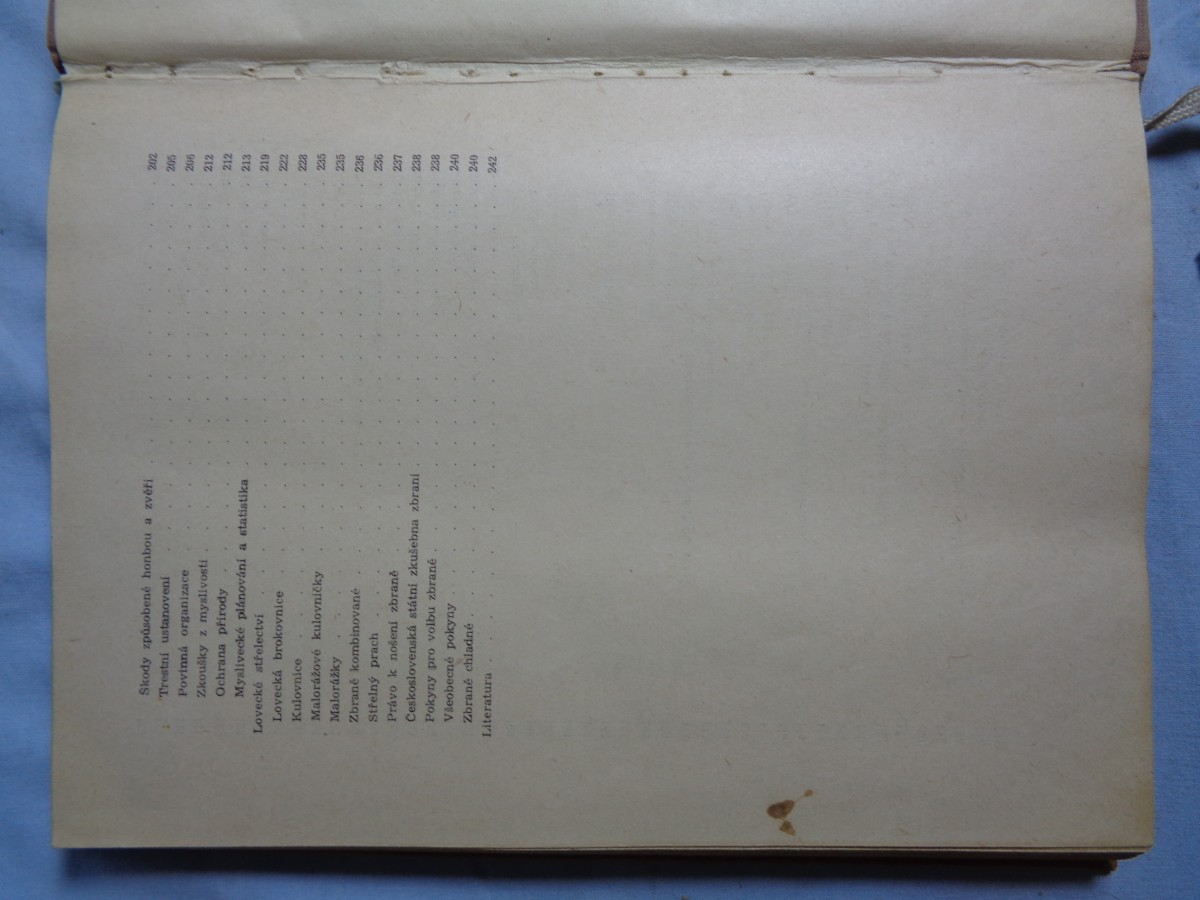 Škody způsobené honbou a zvěří . . . . . . . . 202
Trestní ustanovení . . . . . . . . . . . 205
Povinná organizace . . . . . . . . . . . 206
Zkoušky z myslivosti . . . . . . . . . . . 212
Ochrana přírody . . . . . . . . . . . 212
Myslivecké plánování a statistika . . . . . . . . 213
Lovecké střelectví . . . . . . . . . . . 219
Lovecká brokovnice . . . . . . . . . . . 222
Kulovnice . . . . . . . . . . . . 228
Malorážové kulovničky . . . . . . . . . . 235
Malorážky . . . . . . . . . . . . 235
Zbraně kombinované . . . . . . . . . . . 236
Střelný prach . . . . . . . . . . . . 236
Právo k nošení zbraně . . . . . . . . . . 237
Československá státní zkušebna zbraní . . . . . . . 238
Pokyny pro volbu zbraně . . . . . . . . . . 238
Všeobecné pokyny . . . . . . . . . . . 240
Zbraně chladné . . . . . . . . . . . . 240
Literatura . . . . . . . . . . . . . 242